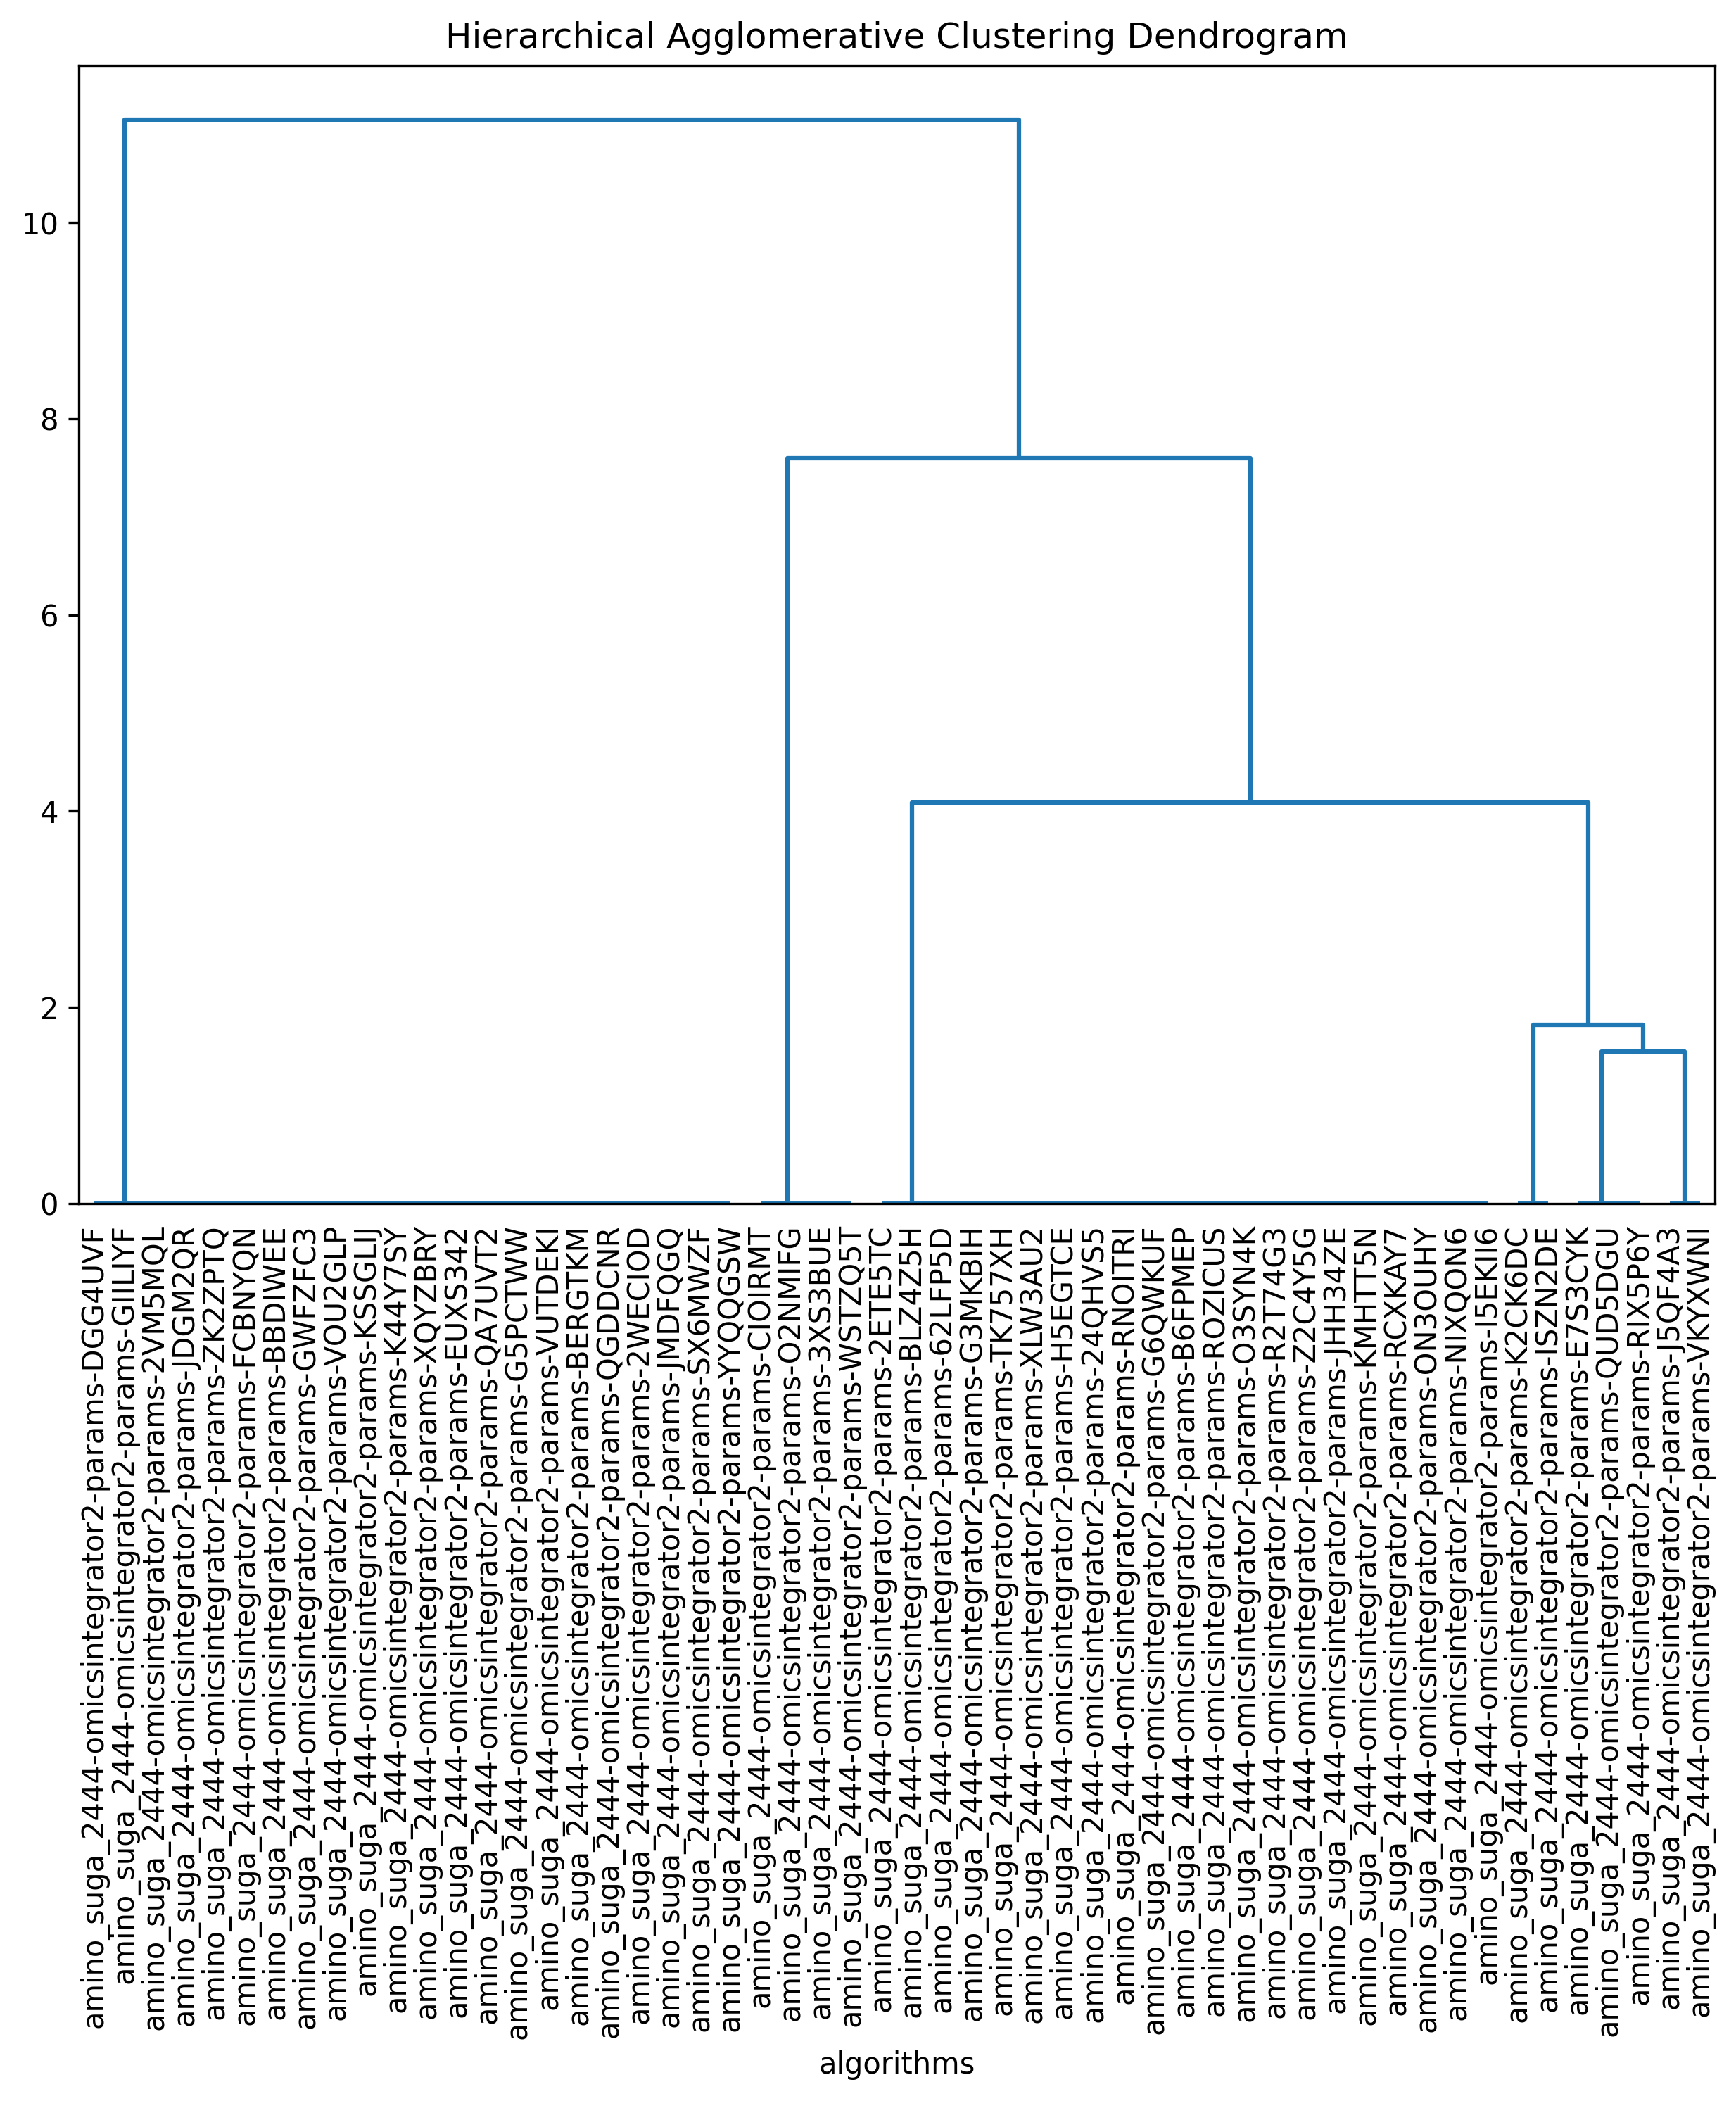 Hierarchical Agglomerative Clustering Dendrogram
10
8
6
4
2
0
amino_suga_2444-omicsintegrator2-params-DGG4UVF
amino_suga_2444-omicsintegrator2-params-GIILIYF
amino_suga_2444-omicsintegrator2-params-2VM5MQL
amino_suga_2444-omicsintegrator2-params-JDGM2QR
amino_suga_2444-omicsintegrator2-params-ZK2ZPTQ
amino_suga_2444-omicsintegrator2-params-FCBNYQN
amino_suga_2444-omicsintegrator2-params-BBDIWEE
amino_suga_2444-omicsintegrator2-params-GWFZFC3
amino_suga_2444-omicsintegrator2-params-VOU2GLP
amino_suga_2444-omicsintegrator2-params-KSSGLIJ
amino_suga_2444-omicsintegrator2-params-K44Y7SY
amino_suga_2444-omicsintegrator2-params-XQYZBRY
amino_suga_2444-omicsintegrator2-params-EUXS342
amino_suga_2444-omicsintegrator2-params-QA7UVT2
amino_suga_2444-omicsintegrator2-params-G5PCTWW
amino_suga_2444-omicsintegrator2-params-VUTDEKI
amino_suga_2444-omicsintegrator2-params-BERGTKM
amino_suga_2444-omicsintegrator2-params-QGDDCNR
amino_suga_2444-omicsintegrator2-params-2WECIOD
amino_suga_2444-omicsintegrator2-params-JMDFQGQ
amino_suga_2444-omicsintegrator2-params-SX6MWZF
amino_suga_2444-omicsintegrator2-params-YYQQGSW
amino_suga_2444-omicsintegrator2-params-CIOIRMT
amino_suga_2444-omicsintegrator2-params-O2NMIFG
amino_suga_2444-omicsintegrator2-params-3XS3BUE
amino_suga_2444-omicsintegrator2-params-WSTZQ5T
amino_suga_2444-omicsintegrator2-params-2ETE5TC
amino_suga_2444-omicsintegrator2-params-BLZ4Z5H
amino_suga_2444-omicsintegrator2-params-62LFP5D
amino_suga_2444-omicsintegrator2-params-G3MKBIH
amino_suga_2444-omicsintegrator2-params-TK757XH
amino_suga_2444-omicsintegrator2-params-XLW3AU2
amino_suga_2444-omicsintegrator2-params-H5EGTCE
amino_suga_2444-omicsintegrator2-params-24QHVS5
amino_suga_2444-omicsintegrator2-params-RNOITRI
amino_suga_2444-omicsintegrator2-params-G6QWKUF
amino_suga_2444-omicsintegrator2-params-B6FPMEP
amino_suga_2444-omicsintegrator2-params-ROZICUS
amino_suga_2444-omicsintegrator2-params-O3SYN4K
amino_suga_2444-omicsintegrator2-params-R2T74G3
amino_suga_2444-omicsintegrator2-params-Z2C4Y5G
amino_suga_2444-omicsintegrator2-params-JHH34ZE
amino_suga_2444-omicsintegrator2-params-KMHTT5N
amino_suga_2444-omicsintegrator2-params-RCXKAY7
amino_suga_2444-omicsintegrator2-params-ON3OUHY
amino_suga_2444-omicsintegrator2-params-NIXQON6
amino_suga_2444-omicsintegrator2-params-I5EKII6
amino_suga_2444-omicsintegrator2-params-K2CK6DC
amino_suga_2444-omicsintegrator2-params-ISZN2DE
amino_suga_2444-omicsintegrator2-params-E7S3CYK
amino_suga_2444-omicsintegrator2-params-QUD5DGU
amino_suga_2444-omicsintegrator2-params-RIX5P6Y
amino_suga_2444-omicsintegrator2-params-J5QF4A3
amino_suga_2444-omicsintegrator2-params-VKYXWNI
algorithms